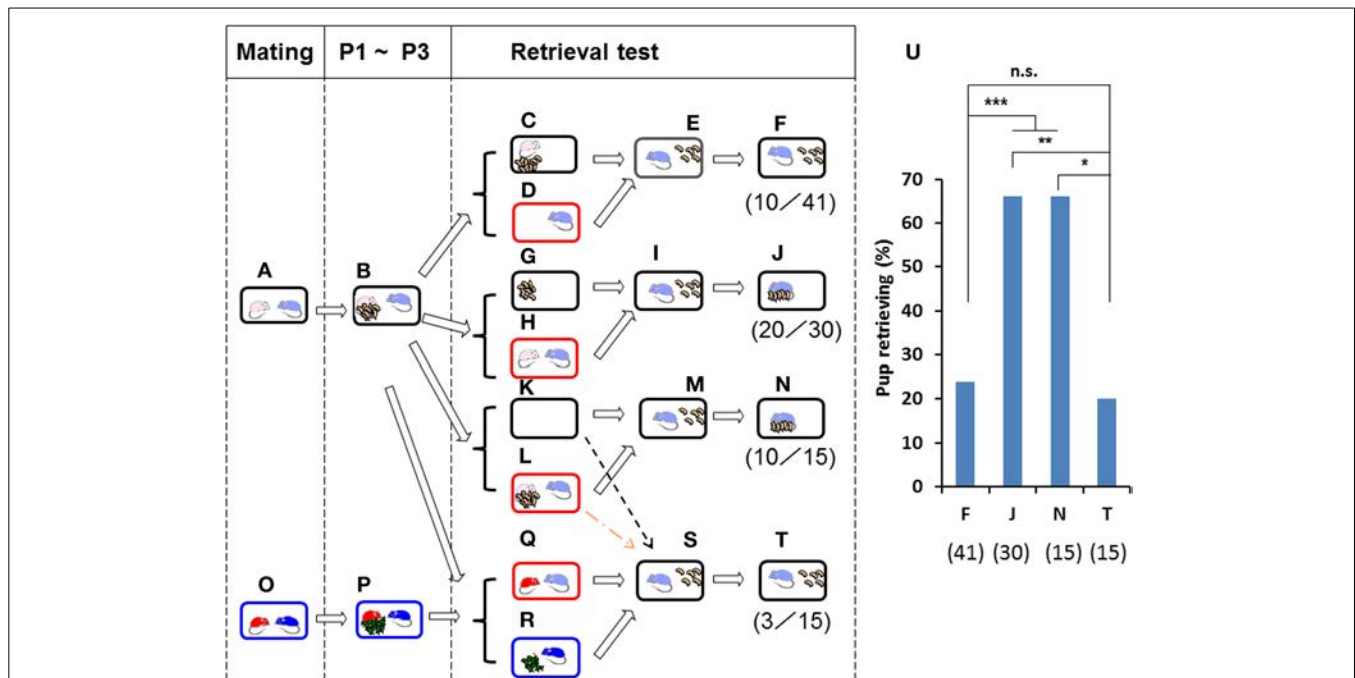 Mating P1 ~ P3 Retrieval test
C E F
D
(10／41)
G I J
A B
H
(20／30)
K M N
L
(10／15)
Q S T
O P
R
(3／15)
U
n.s.
***
**
*
Pup retrieving (%)
70
60
50
40
30
20
10
0
F J N T
(41) (30) (15) (15)